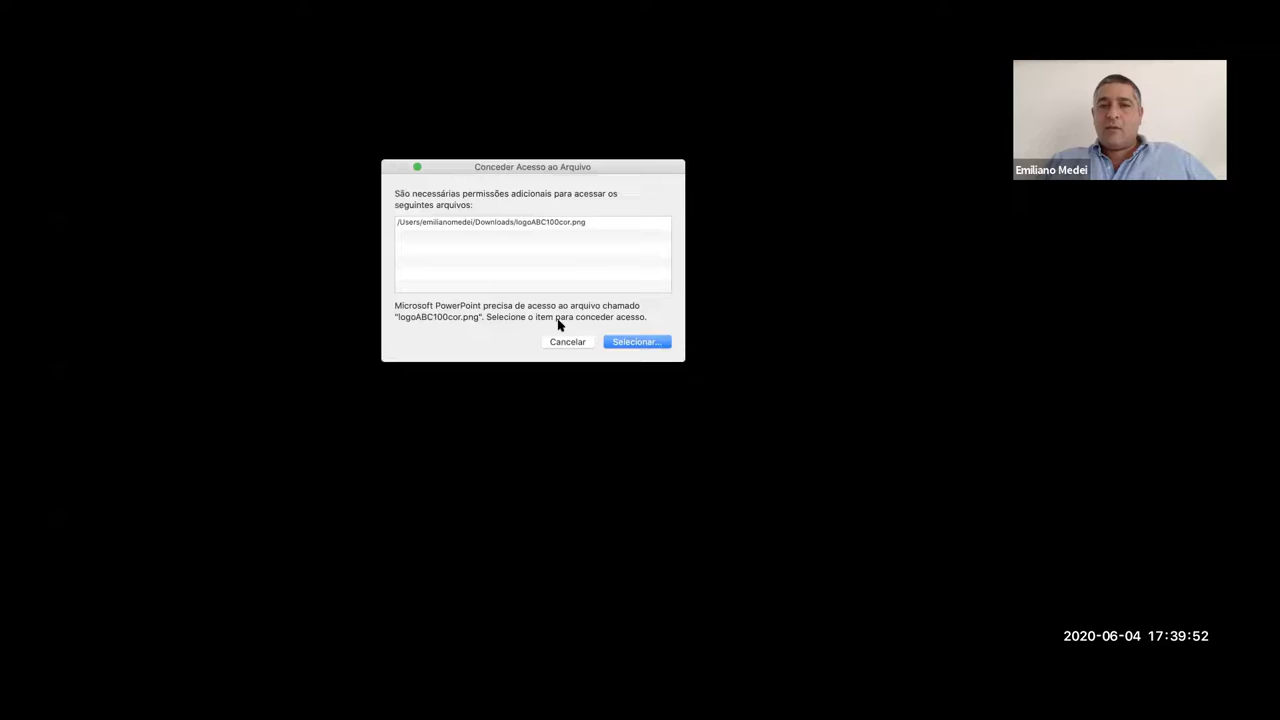 Emiliano Medei
Conceder Acesso ao Arquivo
São necessárias permissões adicionais para acessar os
seguintes arquivos:
/Users/emilianomedei/Downloads/logoABC100cor.png
Microsoft PowerPoint precisa de acesso ao arquivo chamado
"logoABC100cor.png". Selecione o item para conceder acesso.
Cancelar
Selecionar...
2020-06-04 17:39:52